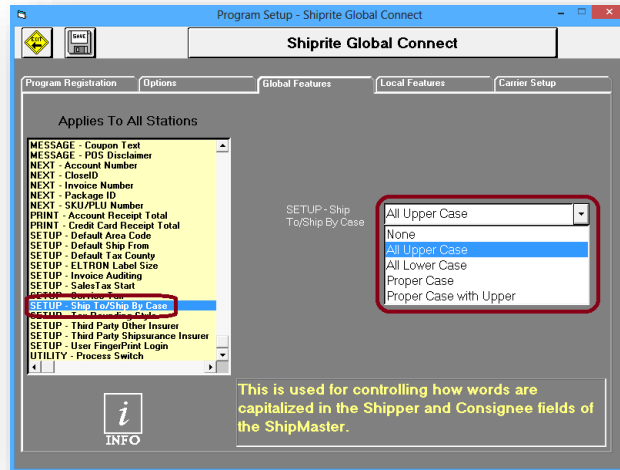 Program Setup - Shiprite Global Connect
EXIT
SAVE
Shiprite Global Connect
Program Registration
Options
Global Features
Local Features
Carrier Setup
Applies To All Stations
MESSAGE - Coupon Text
MESSAGE - POS Disclaimer
NEXT - Account Number
NEXT - CloseID
NEXT - Invoice Number
NEXT - Package ID
NEXT - SKU/PLU Number
PRINT - Account Receipt Total
PRINT - Credit Card Receipt Total
SETUP - Default Area Code
SETUP - Default Ship From
SETUP - Default Tax County
SETUP - ELTRON Label Size
SETUP - Invoice Auditing
SETUP - SalesTax Start
SETUP - Service Tax
SETUP - Ship To/Ship By Case
SETUP - Tax Rounding Style
SETUP - Third Party Other Insurer
SETUP - Third Party Shipsurance Insurer
SETUP - User FingerPrint Login
UTILITY - Process Switch
SETUP - Ship
To/Ship By Case
All Upper Case
None
All Upper Case
All Lower Case
Proper Case
Proper Case with Upper
i
INFO
This is used for controlling how words are
capitalized in the Shipper and Consignee fields of
the ShipMaster.